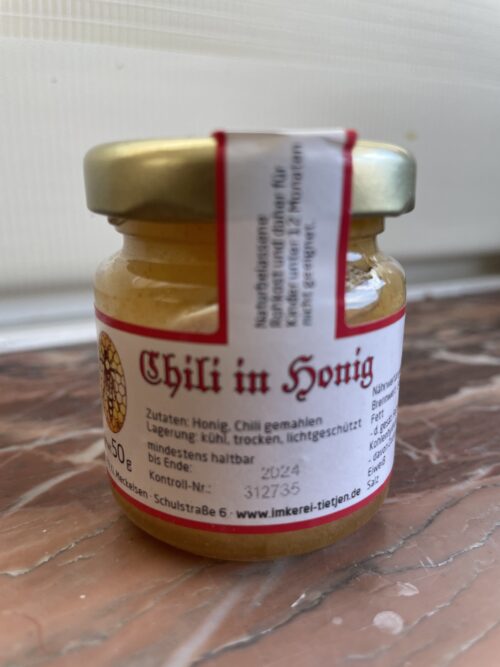 Naturbelassene
Rohkost und daher für
Kinder unter 12 Monaten
nicht geeignet.
Chili in Honig
Zutaten: Honig, Chili gemahlen
Lagerung: kühl, trocken, lichtgeschützt
mindestens haltbar
bis Ende: 2024
Kontroll-Nr.: 312735
50 g
Meckelsen · Schulstraße 6 · www.imkerei-tietjen.de
Fett
Eiweiß
Salz